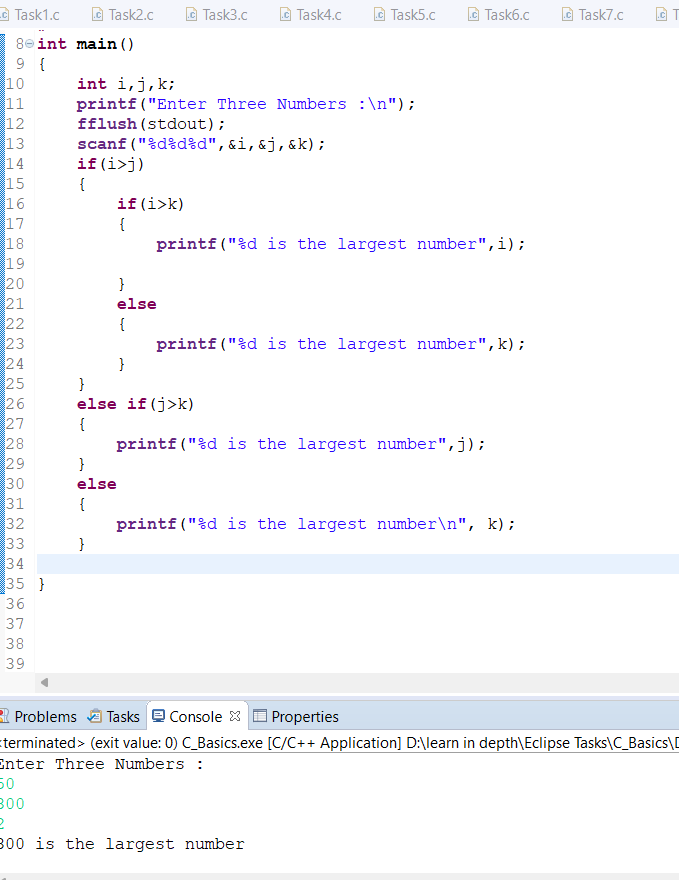 Task1.c Task2.c Task3.c Task4.c Task5.c Task6.c Task7.c
8 int main()
9 {
10     int i,j,k;
11     printf("Enter Three Numbers :\n");
12     fflush(stdout);
13     scanf("%d%d%d",&i,&j,&k);
14     if(i>j)
15     {
16         if(i>k)
17         {
18             printf("%d is the largest number",i);
19
20         }
21         else
22         {
23             printf("%d is the largest number",k);
24         }
25     }
26     else if(j>k)
27     {
28         printf("%d is the largest number",j);
29     }
30     else
31     {
32         printf("%d is the largest number\n", k);
33     }
34
35 }
36
37
38
39
Problems Tasks Console Properties
<terminated> (exit value: 0) C_Basics.exe [C/C++ Application] D:\learn in depth\Eclipse Tasks\C_Basics\
Enter Three Numbers :
50
300
2
300 is the largest number